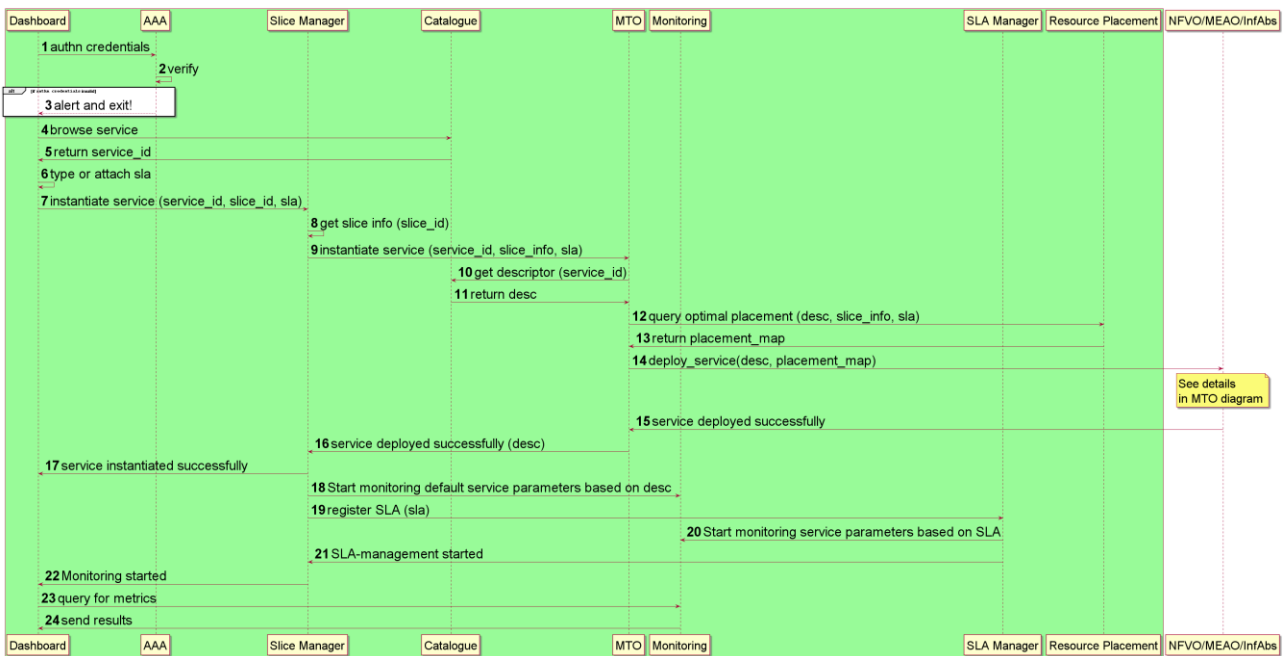 Dashboard AAA Slice Manager Catalogue MTO Monitoring SLA Manager Resource Placement NFVO/MEAO/InfAbs
1 authn credentials
2 verify
alt [if authn credentials invalid]
3 alert and exit!
4 browse service
5 return service_id
6 type or attach sla
7 instantiate service (service_id, slice_id, sla)
8 get slice info (slice_id)
9 instantiate service (service_id, slice_info, sla)
10 get descriptor (service_id)
11 return desc
12 query optimal placement (desc, slice_info, sla)
13 return placement_map
14 deploy_service(desc, placement_map)
See details
in MTO diagram
15 service deployed successfully
16 service deployed successfully (desc)
17 service instantiated successfully
18 Start monitoring default service parameters based on desc
19 register SLA (sla)
20 Start monitoring service parameters based on SLA
21 SLA-management started
22 Monitoring started
23 query for metrics
24 send results
Dashboard AAA Slice Manager Catalogue MTO Monitoring SLA Manager Resource Placement NFVO/MEAO/InfAbs